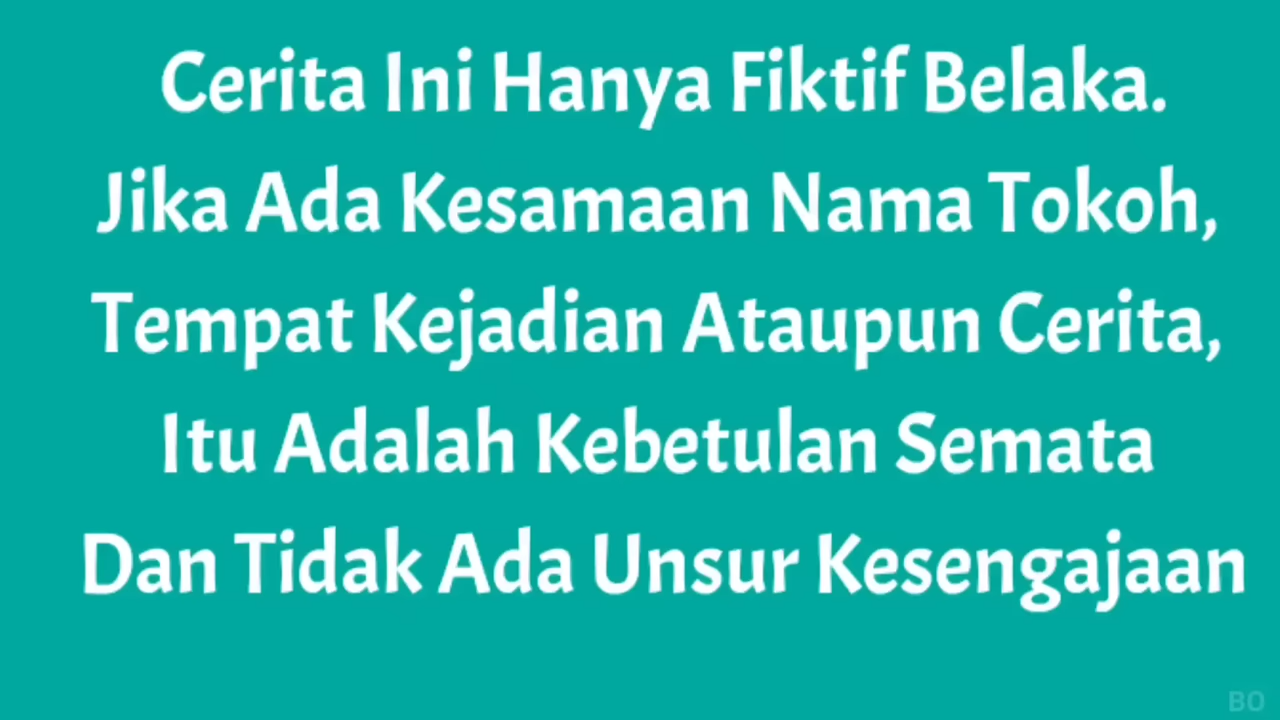 Cerita Ini Hanya Fiktif Belaka.
Jika Ada Kesamaan Nama Tokoh,
Tempat Kejadian Ataupun Cerita,
Itu Adalah Kebetulan Semata
Dan Tidak Ada Unsur Kesengajaan
BO